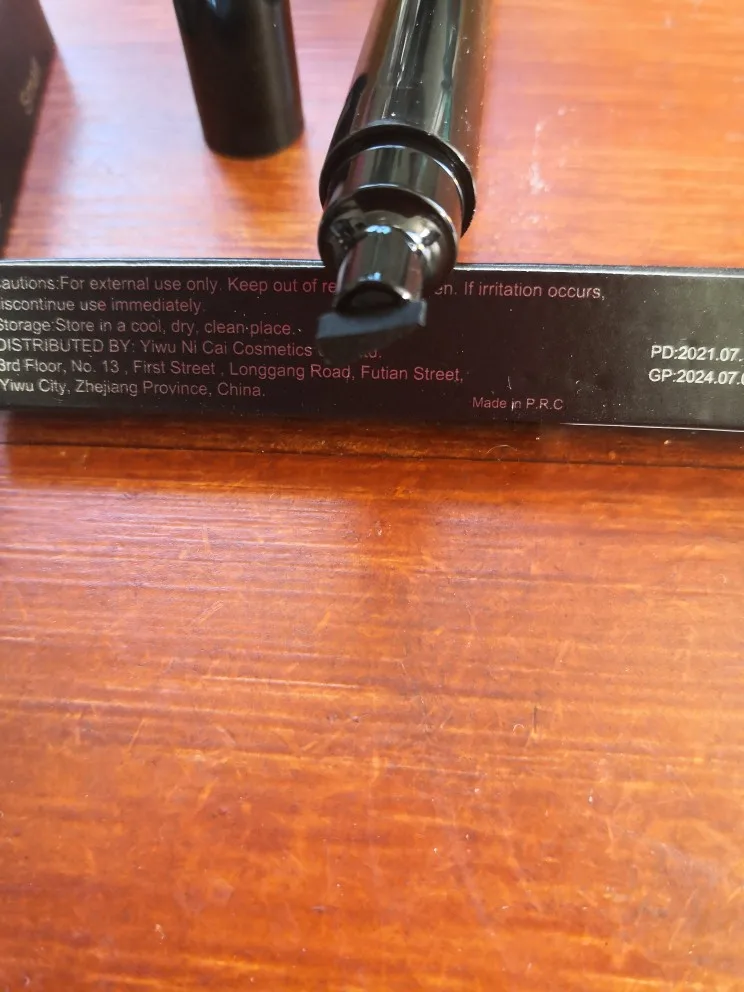 autions:For external use only. Keep out of re en. If irritation occurs,
iscontinue use immediately.
Storage:Store in a cool, dry, clean place.
DISTRIBUTED BY: Yiwu Ni Cai Cosmetics td.
3rd Floor, No. 13 , First Street , Longgang Road, Futian Street,
Yiwu City, Zhejiang Province, China.
Made in P.R.C
PD:2021.07.
GP:2024.07.0